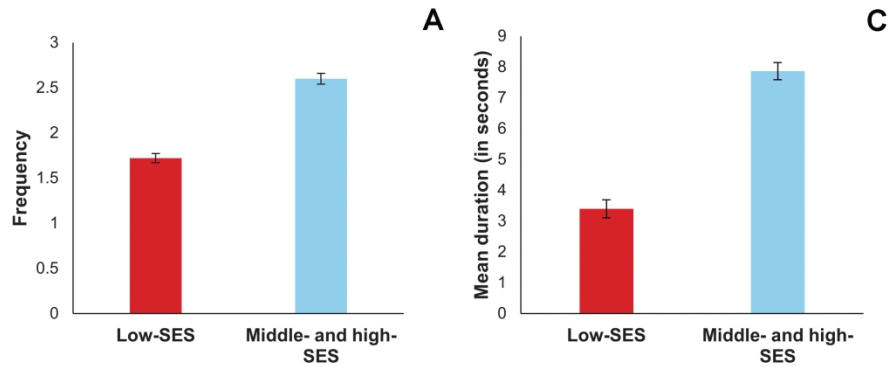 A
3
2.5
2
1.5
1
0.5
0
Frequency
Low-SES
Middle- and high-
SES
C
9
8
7
6
5
4
3
2
1
0
Mean duration (in seconds)
Low-SES
Middle- and high-
SES